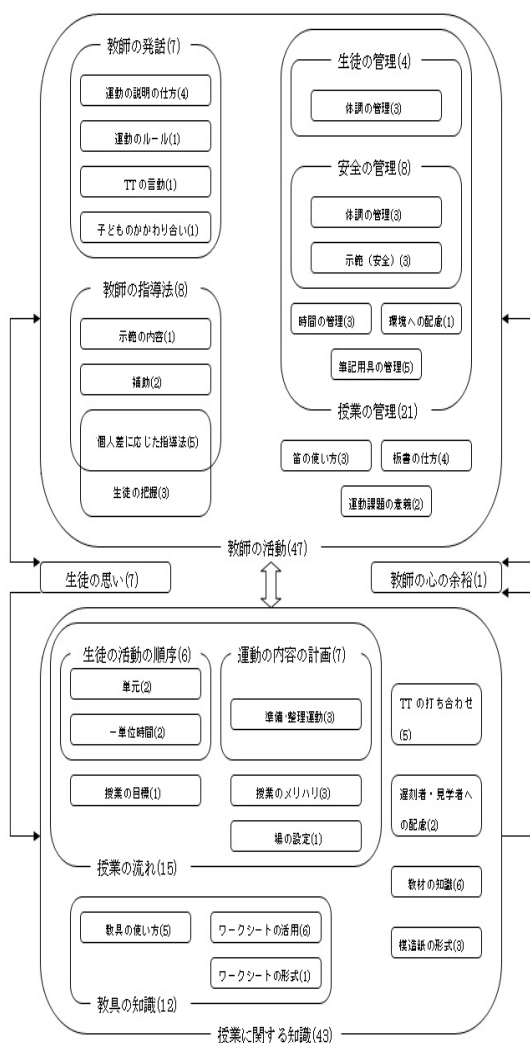 教師の発話(7)
運動の説明の仕方(4)
運動のルール(1)
TTの言動(1)
子どものかかわり合い(1)
教師の指導法(8)
示範の内容(1)
補助(2)
個人差に応じた指導法(5)
生徒の把握(3)
生徒の管理(4)
体調の管理(3)
安全の管理(8)
体調の管理(3)
示範（安全）(3)
時間の管理(3)
環境への配慮(1)
筆記用具の管理(5)
授業の管理(21)
笛の使い方(3)
板書の仕方(4)
運動課題の意義(2)
教師の活動(47)
生徒の思い(7)
教師の心の余裕(1)
生徒の活動の順序(6)
単元(2)
一単位時間(2)
運動の内容の計画(7)
準備・整理運動(3)
授業の目標(1)
授業のメリハリ(3)
場の設定(1)
授業の流れ(15)
TTの打ち合わせ
(5)
遅刻者・見学者へ
の配慮(2)
教材の知識(6)
模造紙の形式(3)
教具の使い方(5)
ワークシートの活用(6)
ワークシートの形式(1)
教具の知識(12)
授業に関する知識(43)